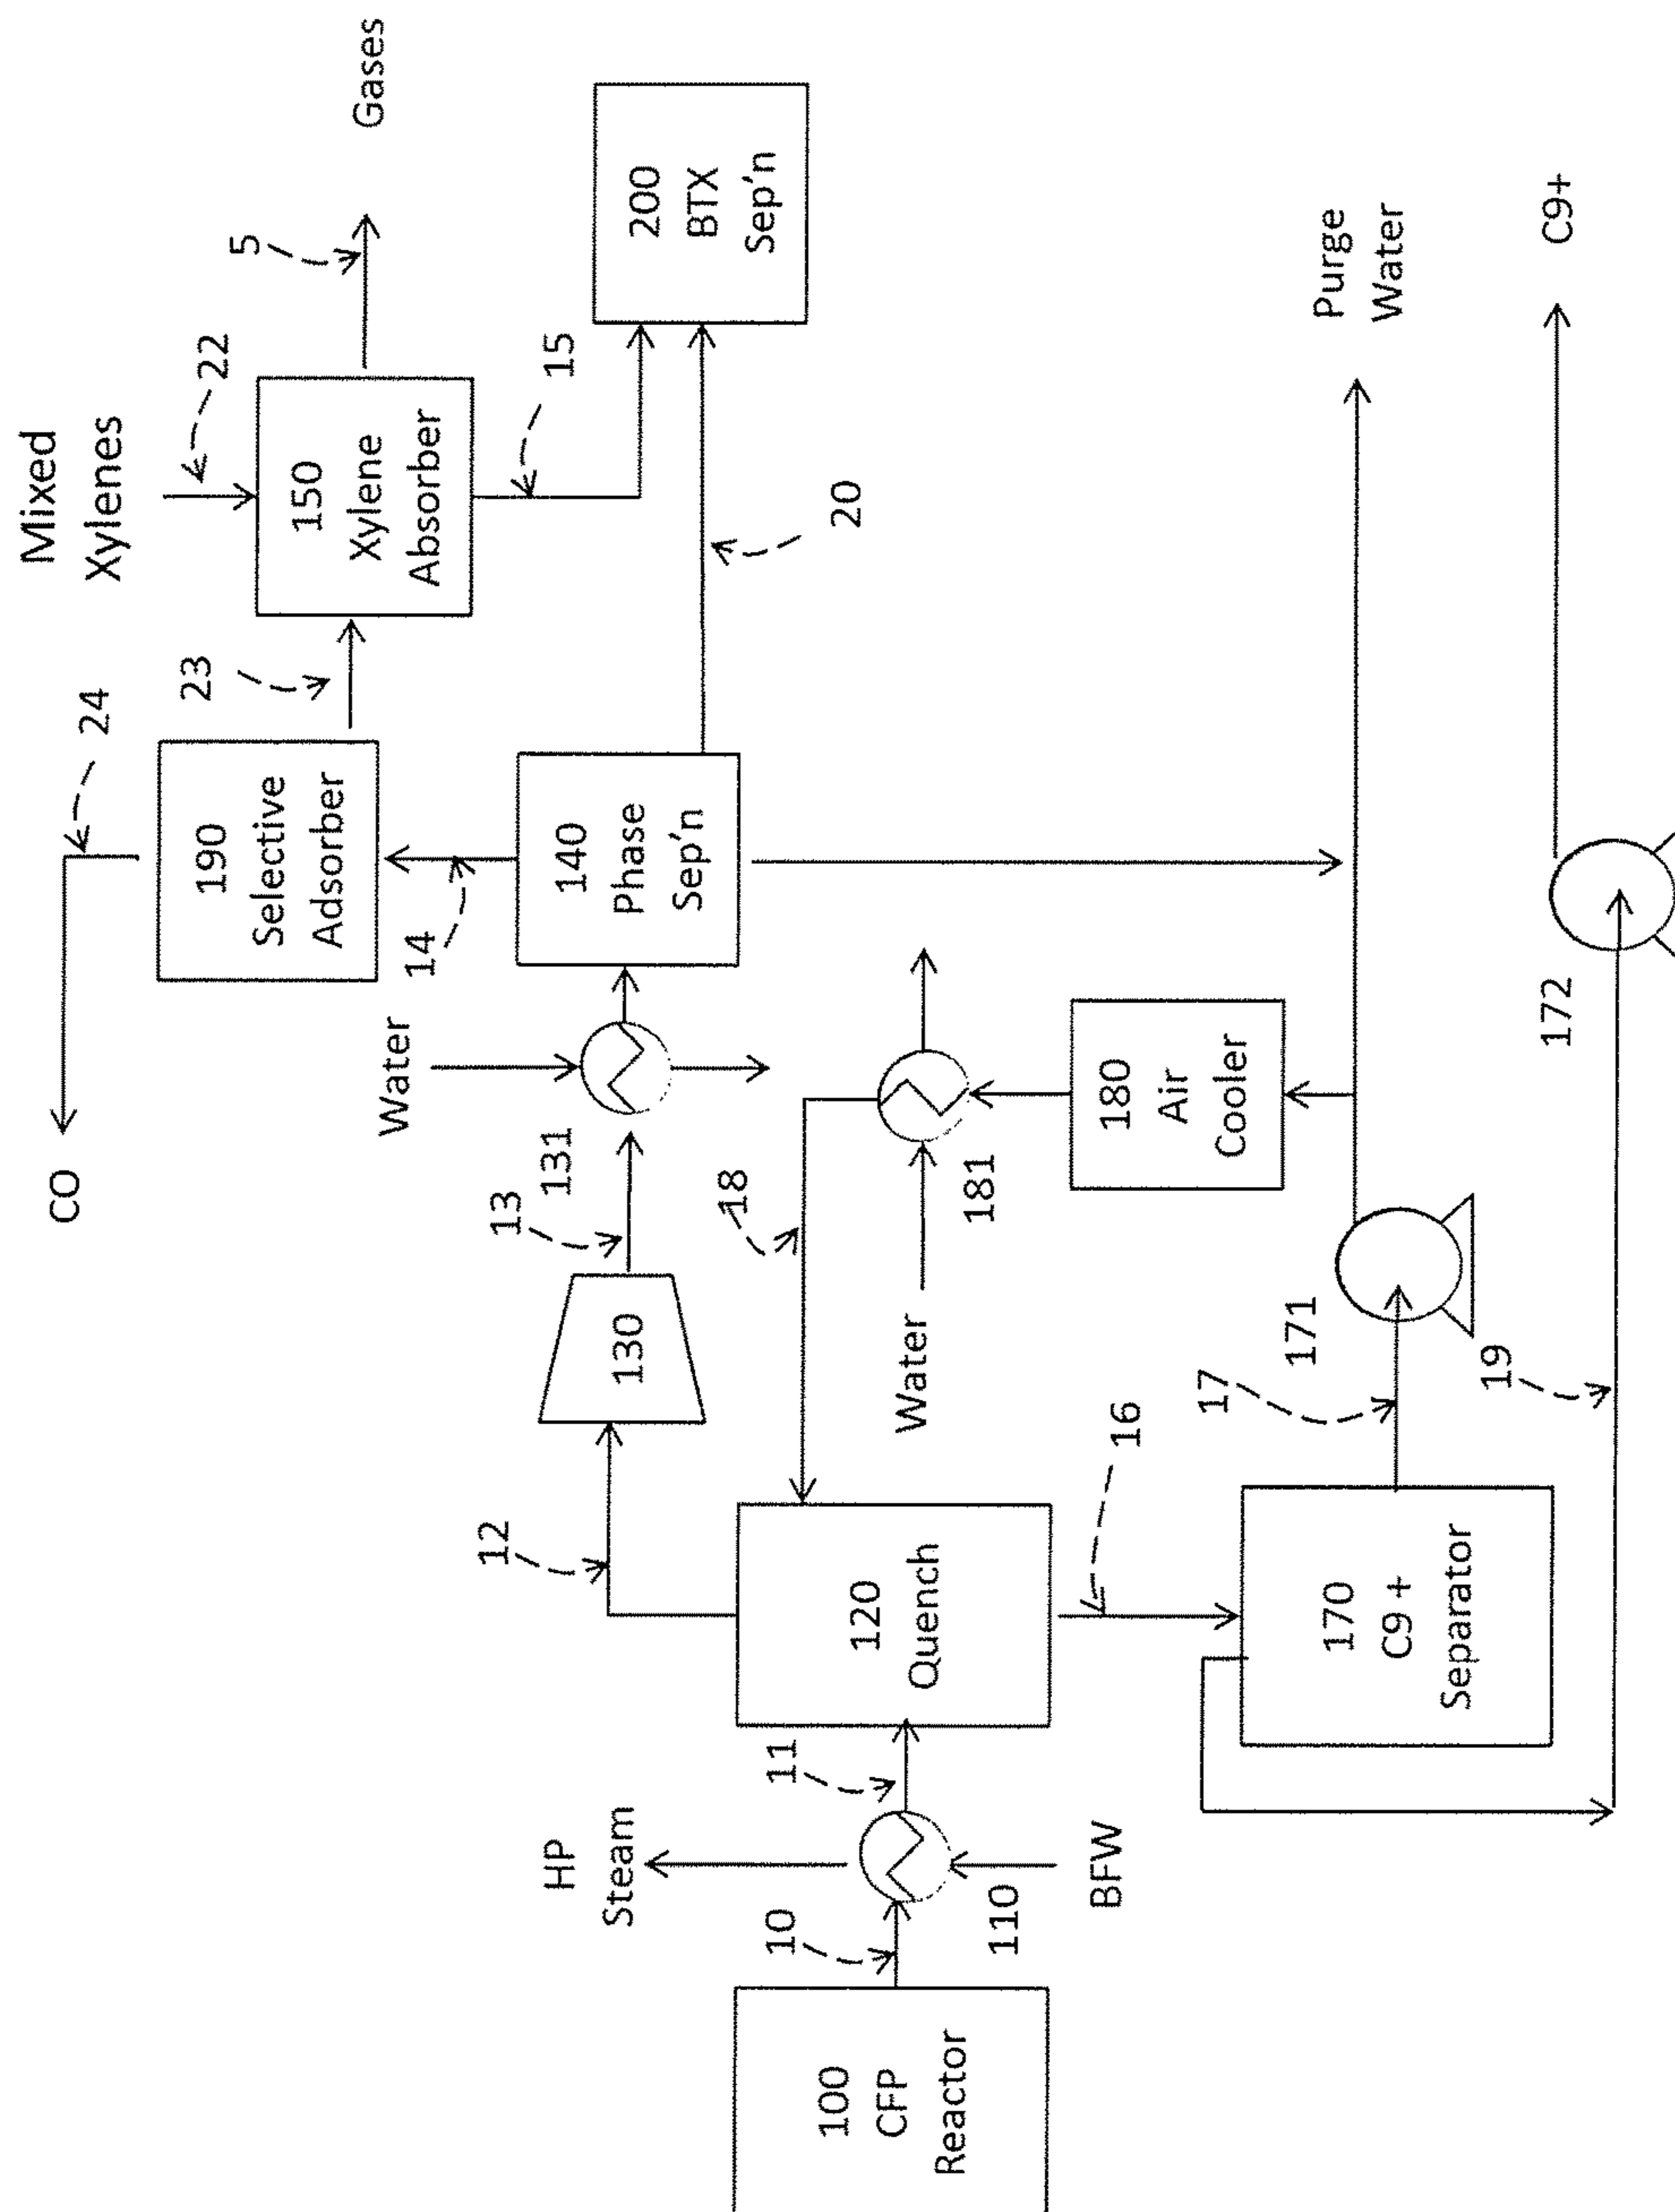 CO
24
Mixed
Xylenes
22
5
Gases
190
Selective
Adsorber
23
150
Xylene
Absorber
15
14
Water
131
140
Phase
Sep'n
20
200
BTX
Sep'n
12
130
13
18
HP
Steam
10
11
110
BFW
100
CFP
Reactor
120
Quench
Water
181
180
Air
Cooler
16
170
C9+
Separator
17
171
19
172
Purge
Water
C9+